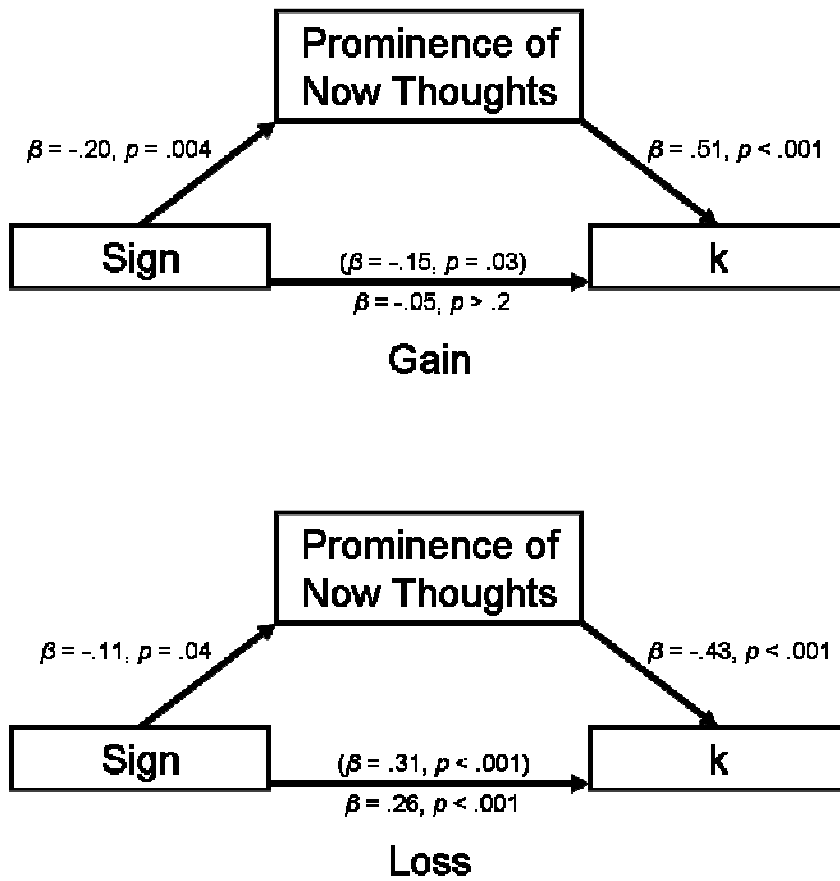 Prominence of
Now Thoughts
β = -.20, p = .004
β = .51, p < .001
Sign
(β = -.15, p = .03)
k
β = -.05, p > .2
Gain
Prominence of
Now Thoughts
β = -.11, p = .04
β = -.43, p < .001
Sign
(β = .31, p < .001)
k
β = .26, p < .001
Loss